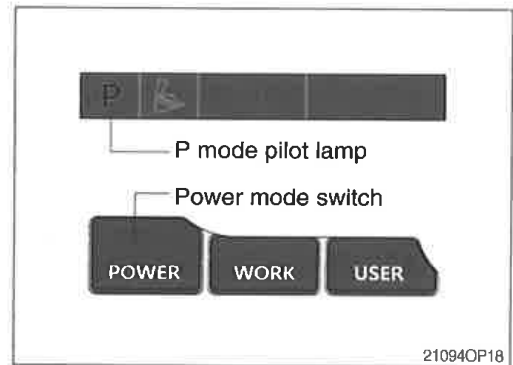 P
P mode pilot lamp
Power mode switch
POWER WORK USER
21094OP18